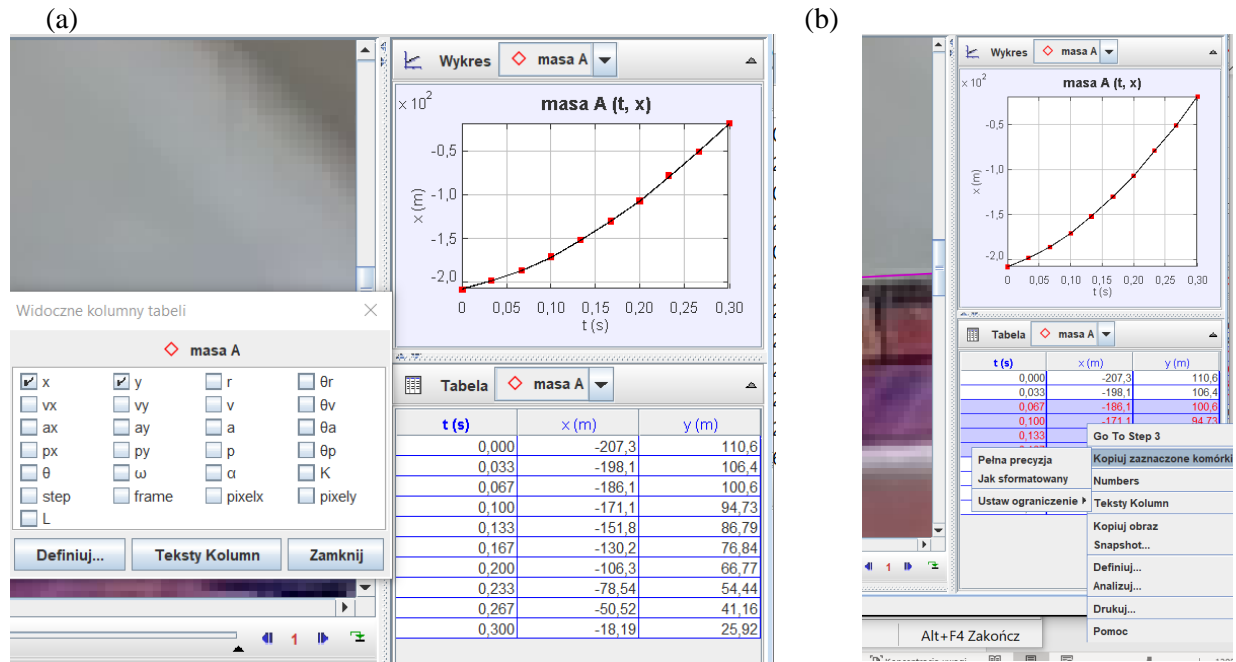 (a)
Wykres masa A
×10²
masa A (t, x)
-0,5
-1,0
-1,5
-2,0
x (m)
0 0,05 0,10 0,15 0,20 0,25 0,30
t (s)
Widoczne kolumny tabeli
masa A
x y r θr
vx vy v θv
ax ay a θa
px py p θp
θ ω α K
step frame pixelx pixely
L
Definiuj... Teksty Kolumn Zamknij
Tabela masa A
t (s) x (m) y (m)
0,000 -207,3 110,6
0,033 -198,1 106,4
0,067 -186,1 100,6
0,100 -171,1 94,73
0,133 -151,8 86,79
0,167 -130,2 76,84
0,200 -106,3 66,77
0,233 -78,54 54,44
0,267 -50,52 41,16
0,300 -18,19 25,92
1
(b)
Wykres masa A
×10²
masa A (t, x)
-0,5
-1,0
-1,5
-2,0
x (m)
0 0,05 0,10 0,15 0,20 0,25 0,30
t (s)
Tabela masa A
t (s) x (m) y (m)
0,000 -207,3 110,6
0,033 -198,1 106,4
0,067 -186,1 100,6
0,100 -171,1 94,73
0,133
Go To Step 3
Kopiuj zaznaczone komórki
Numbers
Teksty Kolumn
Kopiuj obraz
Snapshot...
Definiuj...
Analizuj...
Drukuj...
Pomoc
Pełna precyzja
Jak sformatowany
Ustaw ograniczenie
1
Alt+F4 Zakończ